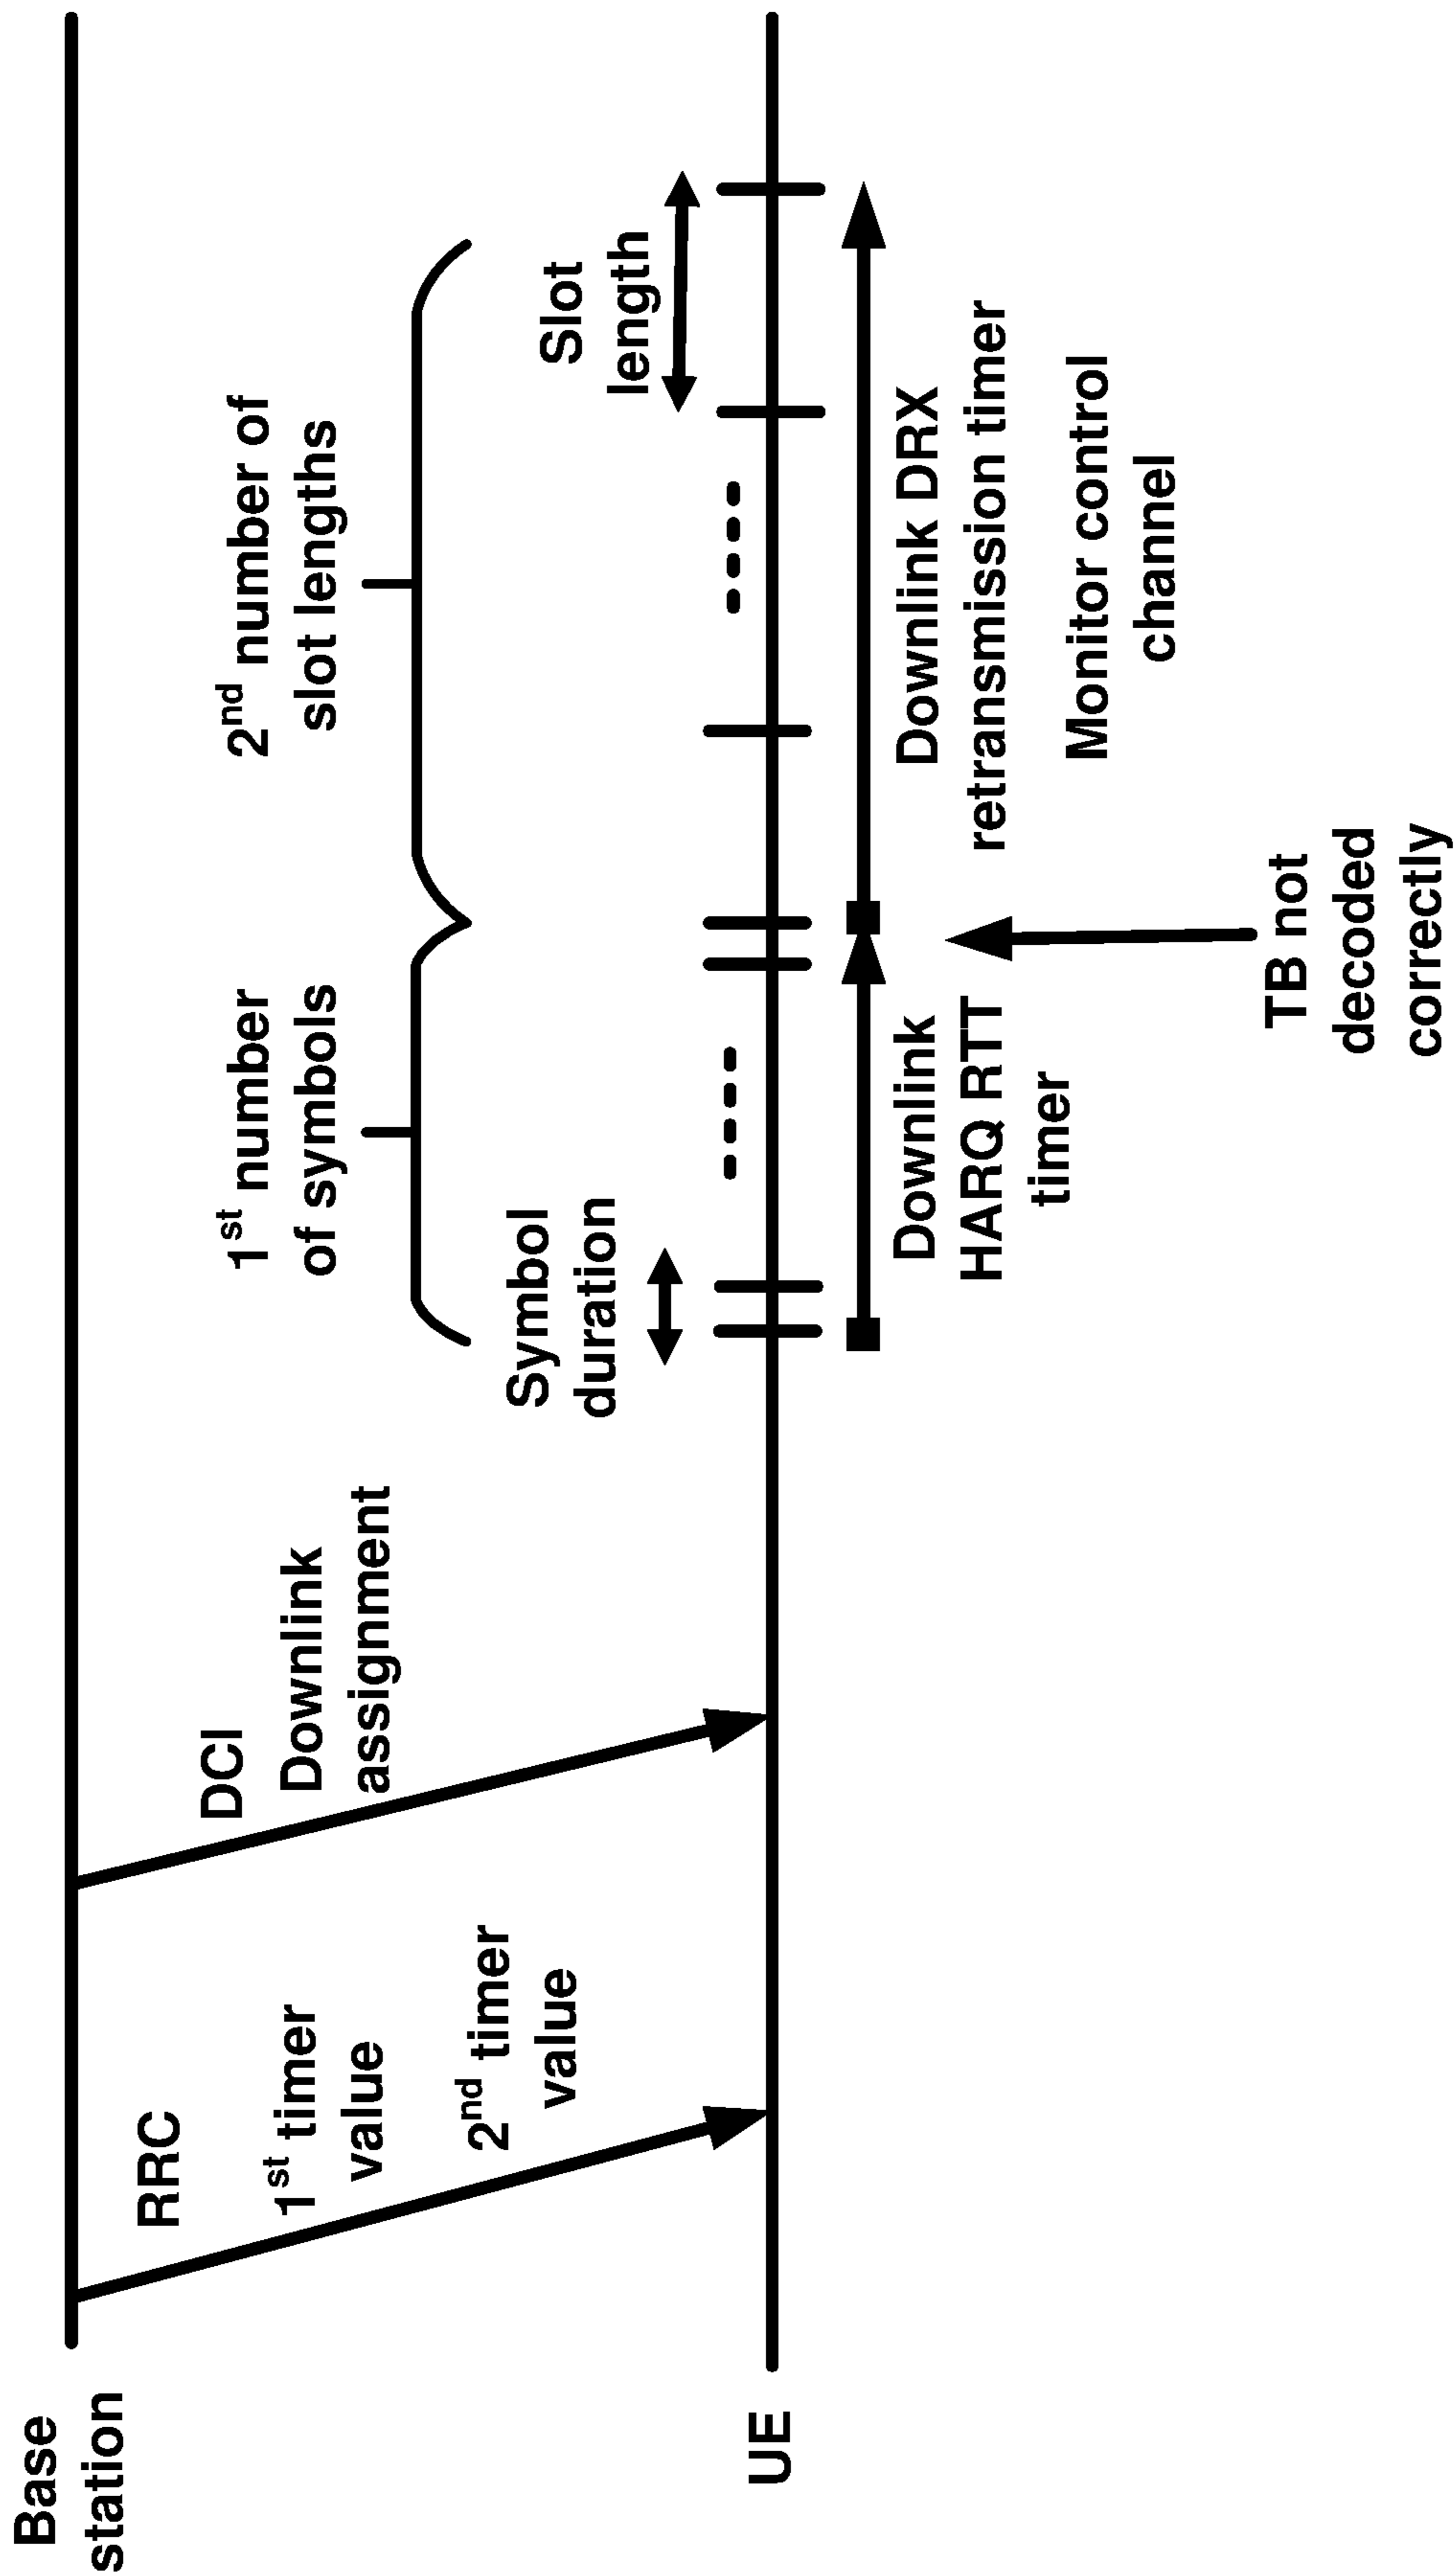 Base
station
RRC
1st timer
value
2nd timer
value
DCI
Downlink
assignment
1st number
of symbols
2nd number of
slot lengths
Symbol
duration
Slot
length
UE
Downlink
HARQ RTT
timer
Downlink DRX
retransmission timer
Monitor control
channel
TB not
decoded
correctly